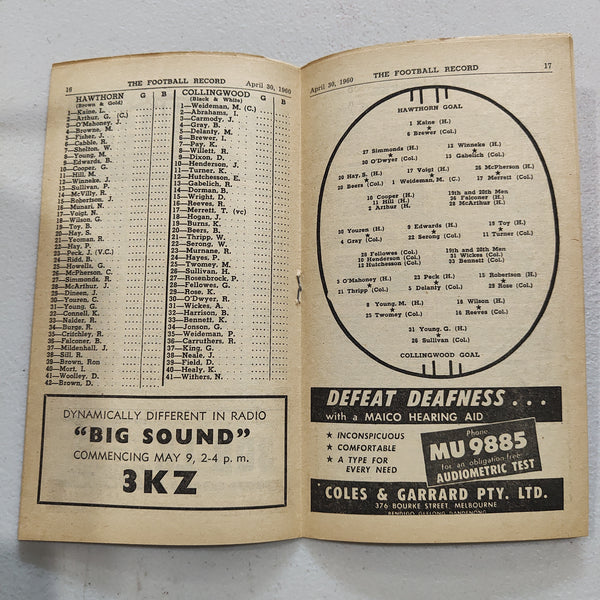 16 THE FOOTBALL RECORD April 30, 1960
HAWTHORN G B
(Brown & Gold)
1—Kaine, L.
2—Arthur, G. (C.)
3—O'Mahoney, J.
4—Browne, M.
5—Fisher, J.
6—Cabble, R.
7—Shelton, W.
8—Young, M.
9—Edwards, B.
10—Cooper, G.
11—Hill, M.
12—Winneke, J.
13—Sullivan, P.
14—McVilly, R.
15—Robertson, J.
16—Munari, N.
17—Voigt, N.
18—Wilson, G.
19—Toy, B.
20—Hay, S.
21—Yeoman, R.
22—Hay, P.
23—Peck, J. (V.C.)
24—Ridd, B.
25—Howells, G.
26—McPherson, C.
27—Simmonds, R.
28—McArthur, J.
29—Dineen, J.
30—Youren, C.
31—Young, G.
32—Connell, K.
33—Nalder, R.
34—Burge, R.
35—Critchley, R.
36—Falconer, B.
37—Mildenhall, J.
38—Sill, R.
39—Brown, Ron
40—Mort, I.
41—Woolley, D.
42—Brown, D.
COLLINGWOOD G B
(Black & White)
1—Weideman, M. (C.)
2—Abrahams, I.
3—Carmody, J.
4—Gray, B.
5—Delanty, M.
6—Brewer, I.
7—Pay, K.
8—Willett, R.
9—Dixon, D.
10—Henderson, J.
11—Turner, K.
12—Hutchesson, E.
13—Gabelich, R.
14—Dorman, B.
15—Wright, D.
16—Reeves, R.
17—Merrett, T. (vc)
18—Hogan, J.
19—Burns, K.
20—Beers, B.
21—Thripp, W.
22—Serong, W.
23—Murnane, R.
24—Hayes, P.
25—Twomey, M.
26—Sullivan, H.
27—Rosenbrock, P.
28—Fellowes, G.
29—Rose, K.
30—O'Dwyer, R.
31—Wickes, A.
32—Harrison, B.
33—Bennett, K.
34—Jonson, G.
35—Weideman, P.
36—Carruthers, R.
37—King, G.
38—Neale, J.
39—Field, D.
40—Healy, K.
41—Withers, N.
DYNAMICALLY DIFFERENT IN RADIO
"BIG SOUND"
COMMENCING MAY 9, 2-4 p.m.
3KZ
April 30, 1960 THE FOOTBALL RECORD 17
HAWTHORN GOAL
1 Kaine (H.)
6 Brewer (Col.)
27 Simmonds (H.) 12 Winneke (H.)
30 O'Dwyer (Col.) 15 Gabelich (Col.)
20 Hay, S. (H.) 17 Voigt (H.) 26 McPherson (H.)
20 Beers (Col.) 1 Weideman, M. (Col.) 17 Merrett (Col.)
10 Cooper (H.) 19th and 20th Men
11 Hill (H.) 36 Falconer (H.)
2 Arthur (H.) 28 McArthur (H.)
30 Youren (H.) 9 Edwards (H.) 19 Toy (H.)
4 Gray (Col.) 22 Serong (Col.) 11 Turner (Col.)
28 Fellowes (Col.) 19th and 20th Men
10 Henderson (Col.) 31 Wickes (Col.)
12 Hutchesson (Col.) 33 Bennett (Col.)
3 O'Mahoney (H.) 23 Peck (H.) 15 Robertson (H.)
21 Thripp (Col.) 5 Delanty (Col.) 29 Rose (Col.)
8 Young, M. (H.) 18 Wilson (H.)
25 Twomey (Col.) 16 Reeves (Col.)
31 Young, G. (H.)
26 Sullivan (Col.)
COLLINGWOOD GOAL
DEFEAT DEAFNESS . . .
with a MAICO HEARING AID
★ INCONSPICUOUS
★ COMFORTABLE
★ A TYPE FOR
EVERY NEED
Phone
MU 9885
for an obligation-free
AUDIOMETRIC TEST
COLES & GARRARD PTY. LTD.
376 BOURKE STREET, MELBOURNE
BENDIGO GEELONG DANDENONG